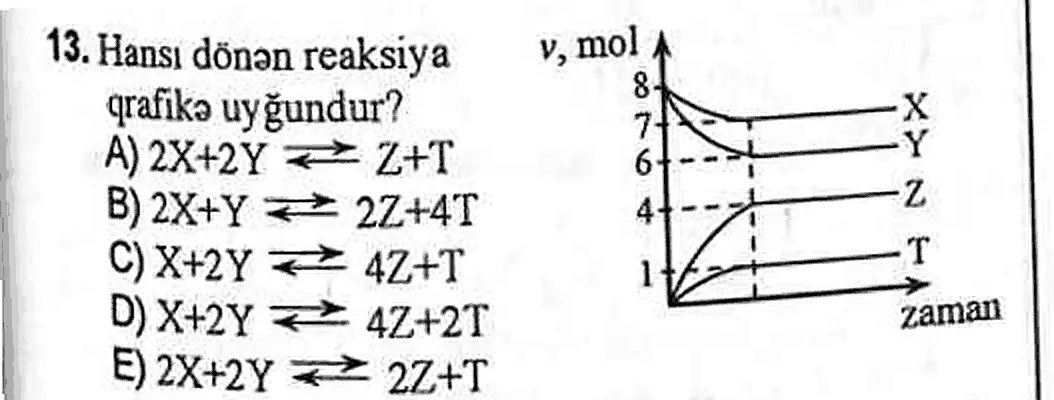 13. Hansı dönən reaksiya
qrafikə uyğundur?
A) 2X+2Y ⇄ Z+T
B) 2X+Y ⇄ 2Z+4T
C) X+2Y ⇄ 4Z+T
D) X+2Y ⇄ 4Z+2T
E) 2X+2Y ⇄ 2Z+T
ν, mol
8
7
6
4
1
X
Y
Z
T
zaman